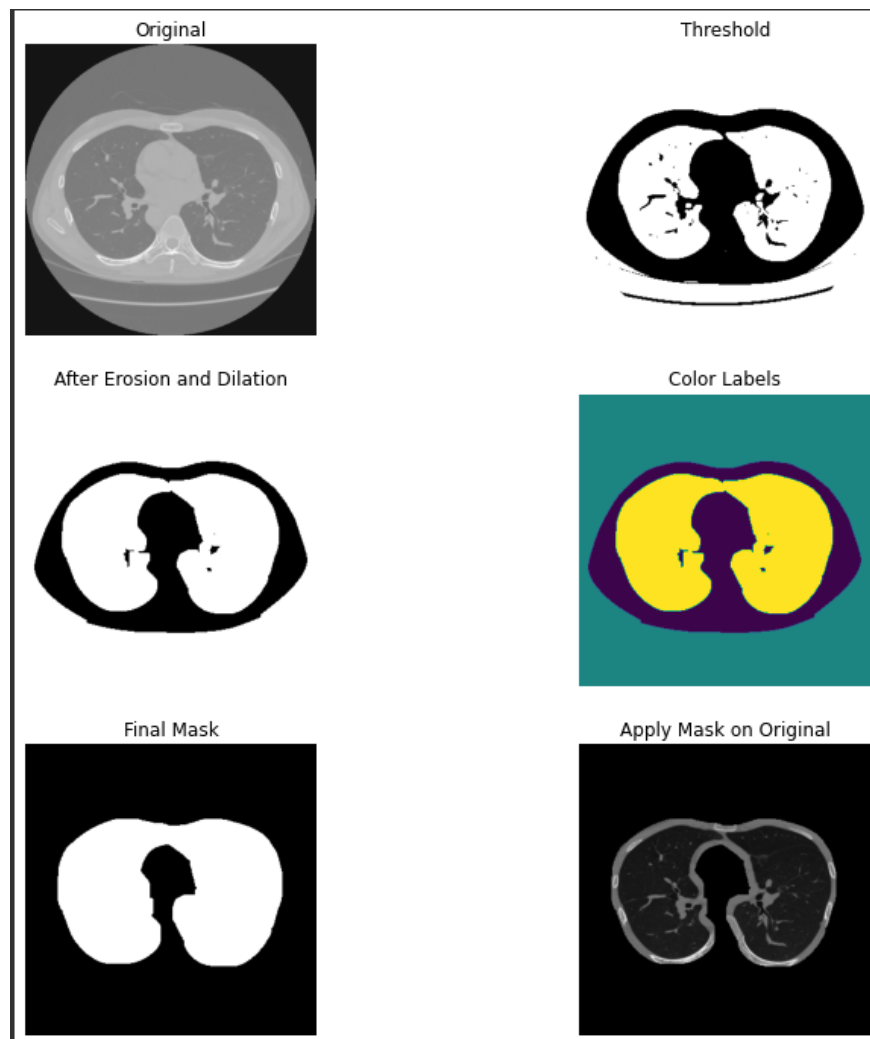 Original
Threshold
After Erosion and Dilation
Color Labels
Final Mask
Apply Mask on Original